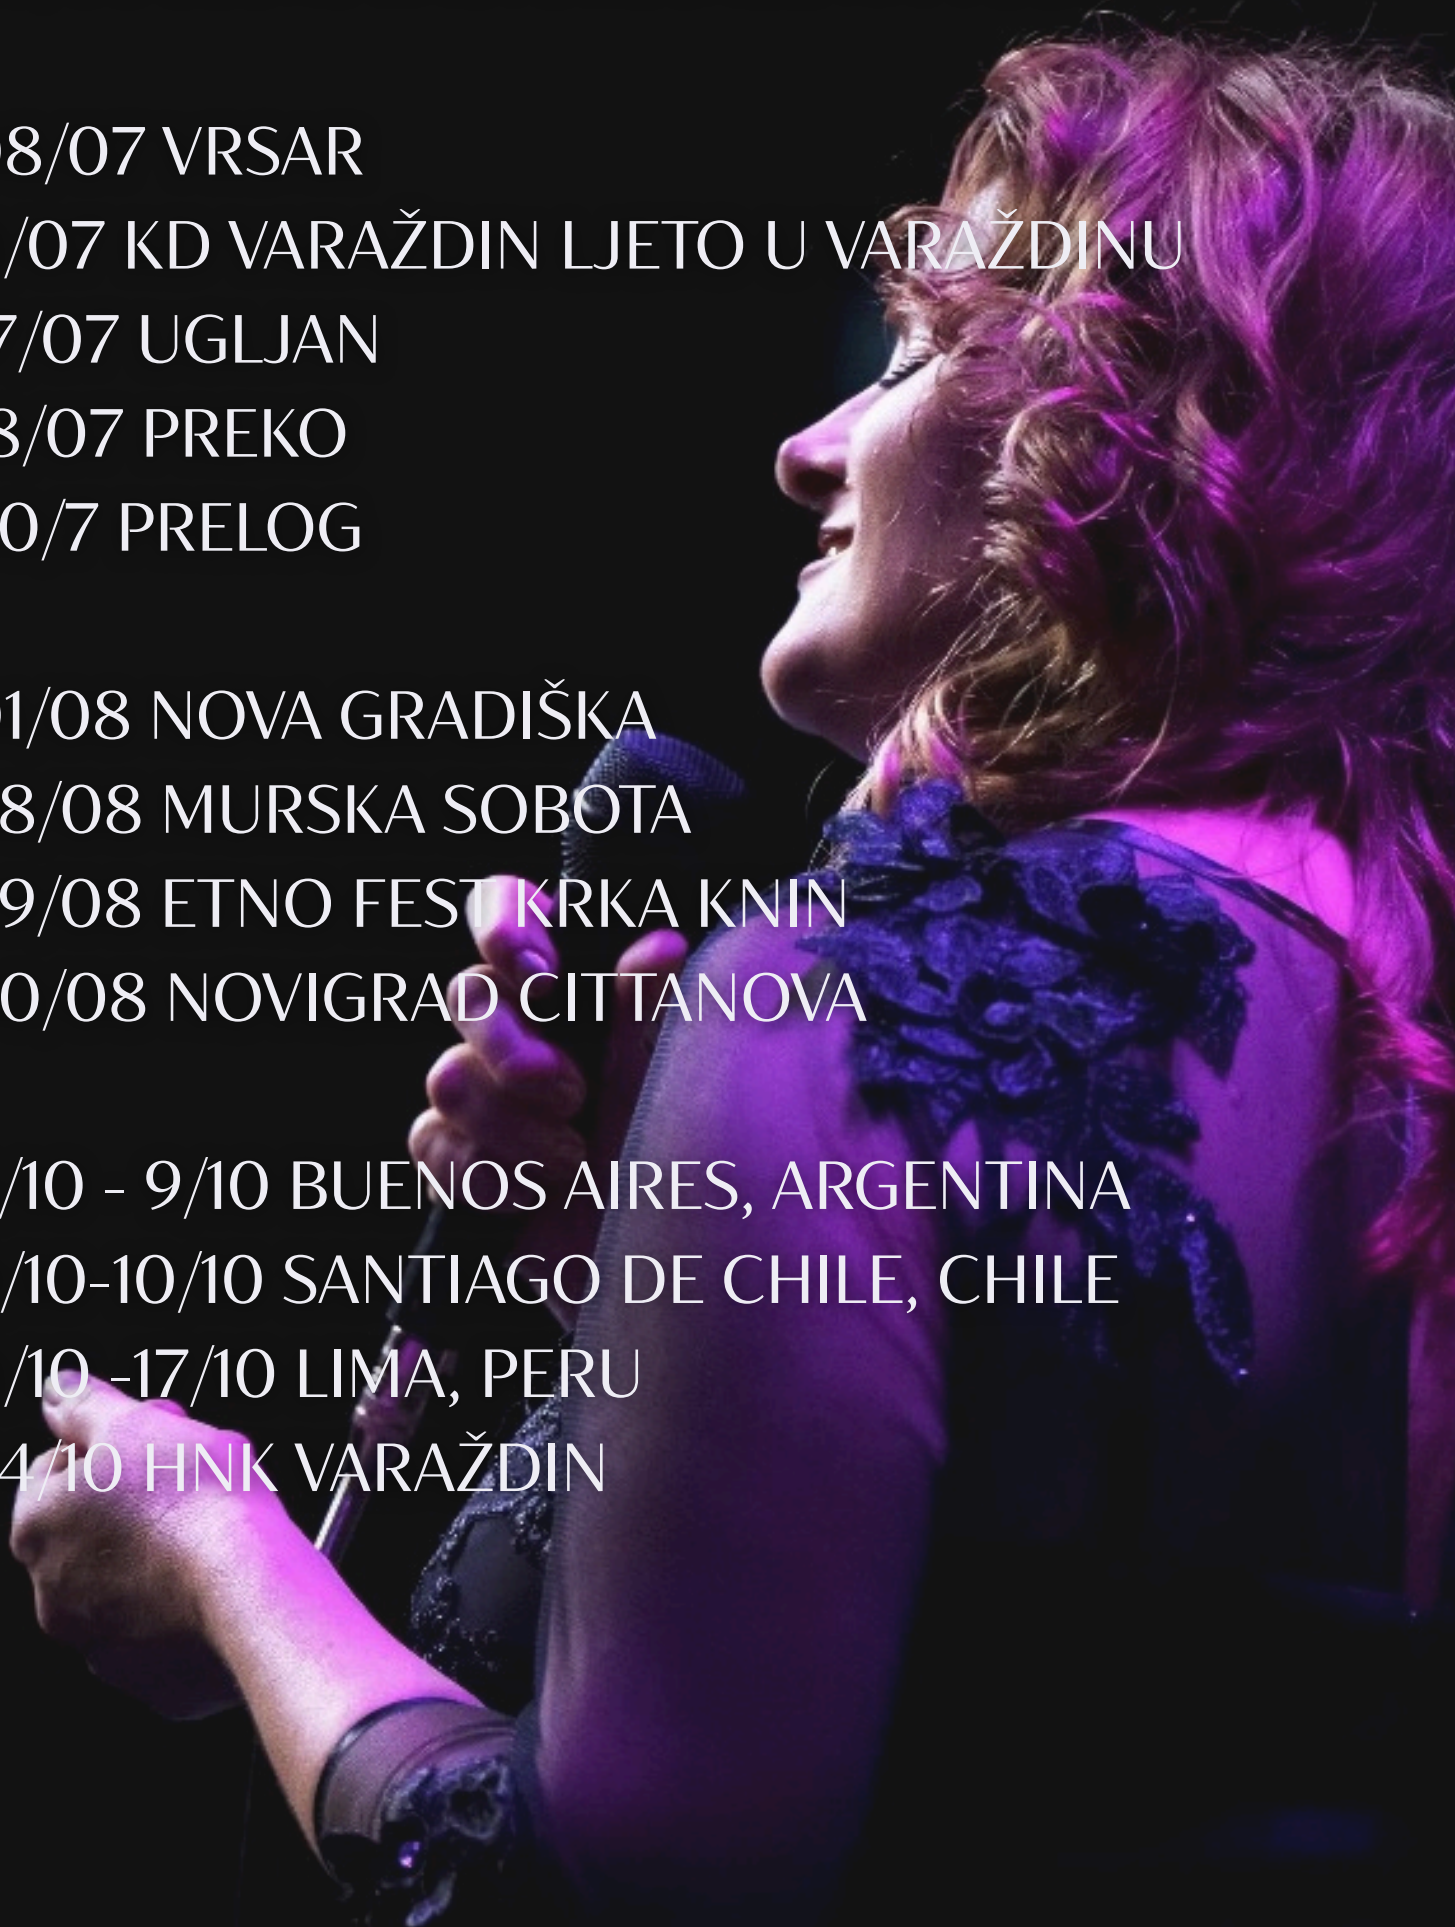 8/07 VRSAR
/07 KD VARAŽDIN LJETO U VARAŽDINU
7/07 UGLJAN
8/07 PREKO
0/7 PRELOG
1/08 NOVA GRADIŠKA
8/08 MURSKA SOBOTA
9/08 ETNO FEST KRKA KNIN
0/08 NOVIGRAD CITTANOVA
/10 - 9/10 BUENOS AIRES, ARGENTINA
/10-10/10 SANTIAGO DE CHILE, CHILE
/10 -17/10 LIMA, PERU
4/10 HNK VARAŽDIN